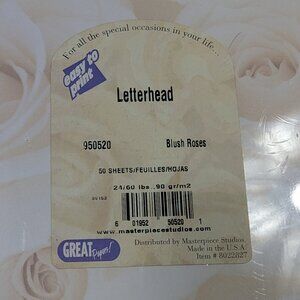 For all the special occasions in your life...
easy to
print
Letterhead
950520
Blush Roses
50 SHEETS/FEUILLES/HOJAS
24/60 lbs..90 gr/m2
6 01952 50520 1
www.masterpiecestudios.com
GREAT Papers!
Distributed by Masterpiece Studios
Made in the U.S.A
Item # 8022827